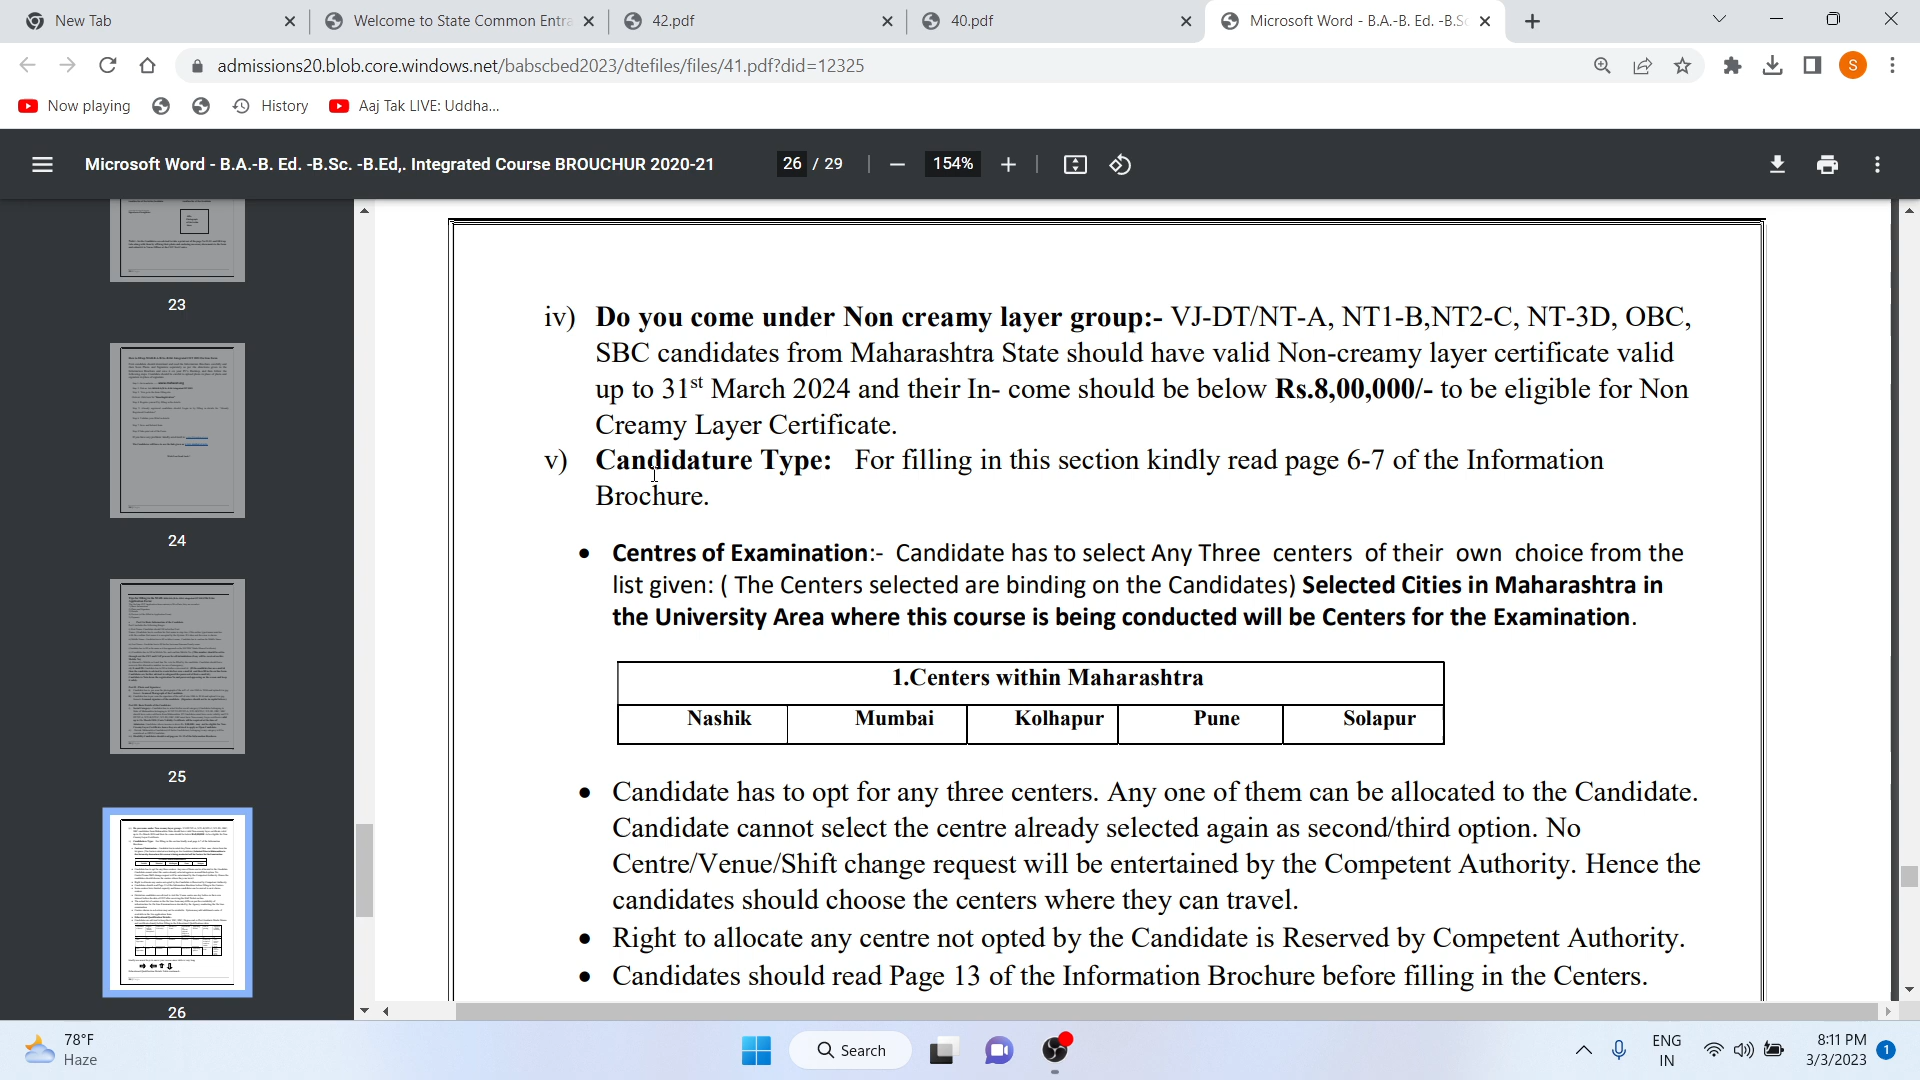 New Tab
Welcome to State Common Entra
42.pdf
40.pdf
Microsoft Word - B.A.-B. Ed. -B.Sc
admissions20.blob.core.windows.net/babscbed2023/dtefiles/files/41.pdf?did=12325
S
Now playing
History
Aaj Tak LIVE: Uddha...
Microsoft Word - B.A.-B. Ed. -B.Sc. -B.Ed,. Integrated Course BROUCHUR 2020-21
26 / 29
154%
23
24
25
26
iv) Do you come under Non creamy layer group:- VJ-DT/NT-A, NT1-B,NT2-C, NT-3D, OBC,
SBC candidates from Maharashtra State should have valid Non-creamy layer certificate valid
up to 31st March 2024 and their In- come should be below Rs.8,00,000/- to be eligible for Non
Creamy Layer Certificate.
v) Candidature Type: For filling in this section kindly read page 6-7 of the Information
Brochure.
• Centres of Examination:- Candidate has to select Any Three centers of their own choice from the
list given: ( The Centers selected are binding on the Candidates) Selected Cities in Maharashtra in
the University Area where this course is being conducted will be Centers for the Examination.
1.Centers within Maharashtra
Nashik Mumbai Kolhapur Pune Solapur
• Candidate has to opt for any three centers. Any one of them can be allocated to the Candidate.
Candidate cannot select the centre already selected again as second/third option. No
Centre/Venue/Shift change request will be entertained by the Competent Authority. Hence the
candidates should choose the centers where they can travel.
• Right to allocate any centre not opted by the Candidate is Reserved by Competent Authority.
• Candidates should read Page 13 of the Information Brochure before filling in the Centers.
78°F
Haze
Search
ENG
IN
8:11 PM
3/3/2023
1